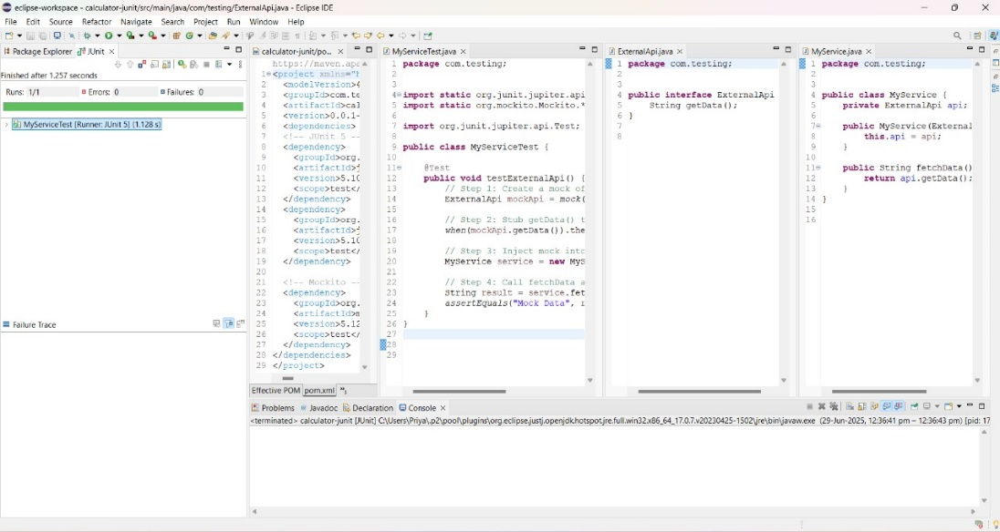 eclipse-workspace - calculator-junit/src/main/java/com/testing/ExternalApi.java - Eclipse IDE
File Edit Source Refactor Navigate Search Project Run Window Help
Package Explorer JUnit
Finished after 1.257 seconds
Runs: 1/1 Errors: 0 Failures: 0
MyServiceTest [Runner: JUnit 5] (1.128 s)
Failure Trace
calculator-junit/po...
https://maven.apa
1 <project xmlns="h
2 <modelVersion>4
3 <groupId>com.te
4 <artifactId>cal
5 <version>0.0.1-
6 <dependencies>
7 <!-- JUnit 5 --
8 <dependency>
9 <groupId>org.
10 <artifactId>j
11 <version>5.10
12 <scope>test</
13 </dependency>
14 <dependency>
15 <groupId>org.
16 <artifactId>j
17 <version>5.10
18 <scope>test</
19 </dependency>
20
21 <!-- Mockito --
22 <dependency>
23 <groupId>org.
24 <artifactId>m
25 <version>5.12
26 <scope>test</
27 </dependency>
28 </dependencies>
29 </project>
Effective POM pom.xml
MyServiceTest.java
1 package com.testing;
2
3
4 import static org.junit.jupiter.api
5 import static org.mockito.Mockito.*
6
7 import org.junit.jupiter.api.Test;
8
9 public class MyServiceTest {
10
11 @Test
12 public void testExternalApi() {
13 // Step 1: Create a mock of
14 ExternalApi mockApi = mock(
15
16 // Step 2: Stub getData() t
17 when(mockApi.getData()).the
18
19 // Step 3: Inject mock into
20 MyService service = new MyS
21
22 // Step 4: Call fetchData a
23 String result = service.fet
24 assertEquals("Mock Data", r
25 }
26 }
27
28
29
ExternalApi.java
1 package com.testing;
2
3
4 public interface ExternalApi
5 String getData();
6 }
7
8
MyService.java
1 package com.testing;
2
3
4 public class MyService {
5 private ExternalApi api;
6
7 public MyService(External
8 this.api = api;
9 }
10
11 public String fetchData()
12 return api.getData();
13 }
14 }
15
16
Problems Javadoc Declaration Console
<terminated> calculator-junit [JUnit] C:\Users\Priya\.p2\pool\plugins\org.eclipse.justj.openjdk.hotspot.jre.full.win32.x86_64_17.0.7.v20230425-1502\jre\bin\javaw.exe (29-Jun-2025, 12:36:41 pm – 12:36:43 pm) [pid: 17